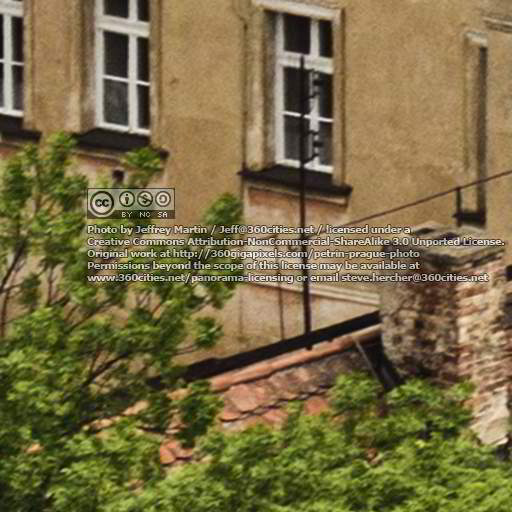 cc
BY NC SA
Photo by Jeffrey Martin / Jeff@360cities.net / licensed under a
Creative Commons Attribution-NonCommercial-ShareAlike 3.0 Unported License.
Original work at http://360gigapixels.com/petrin-prague-photo
Permissions beyond the scope of this license may be available at
www.360cities.net/panorama-licensing or email steve.hercher@360cities.net